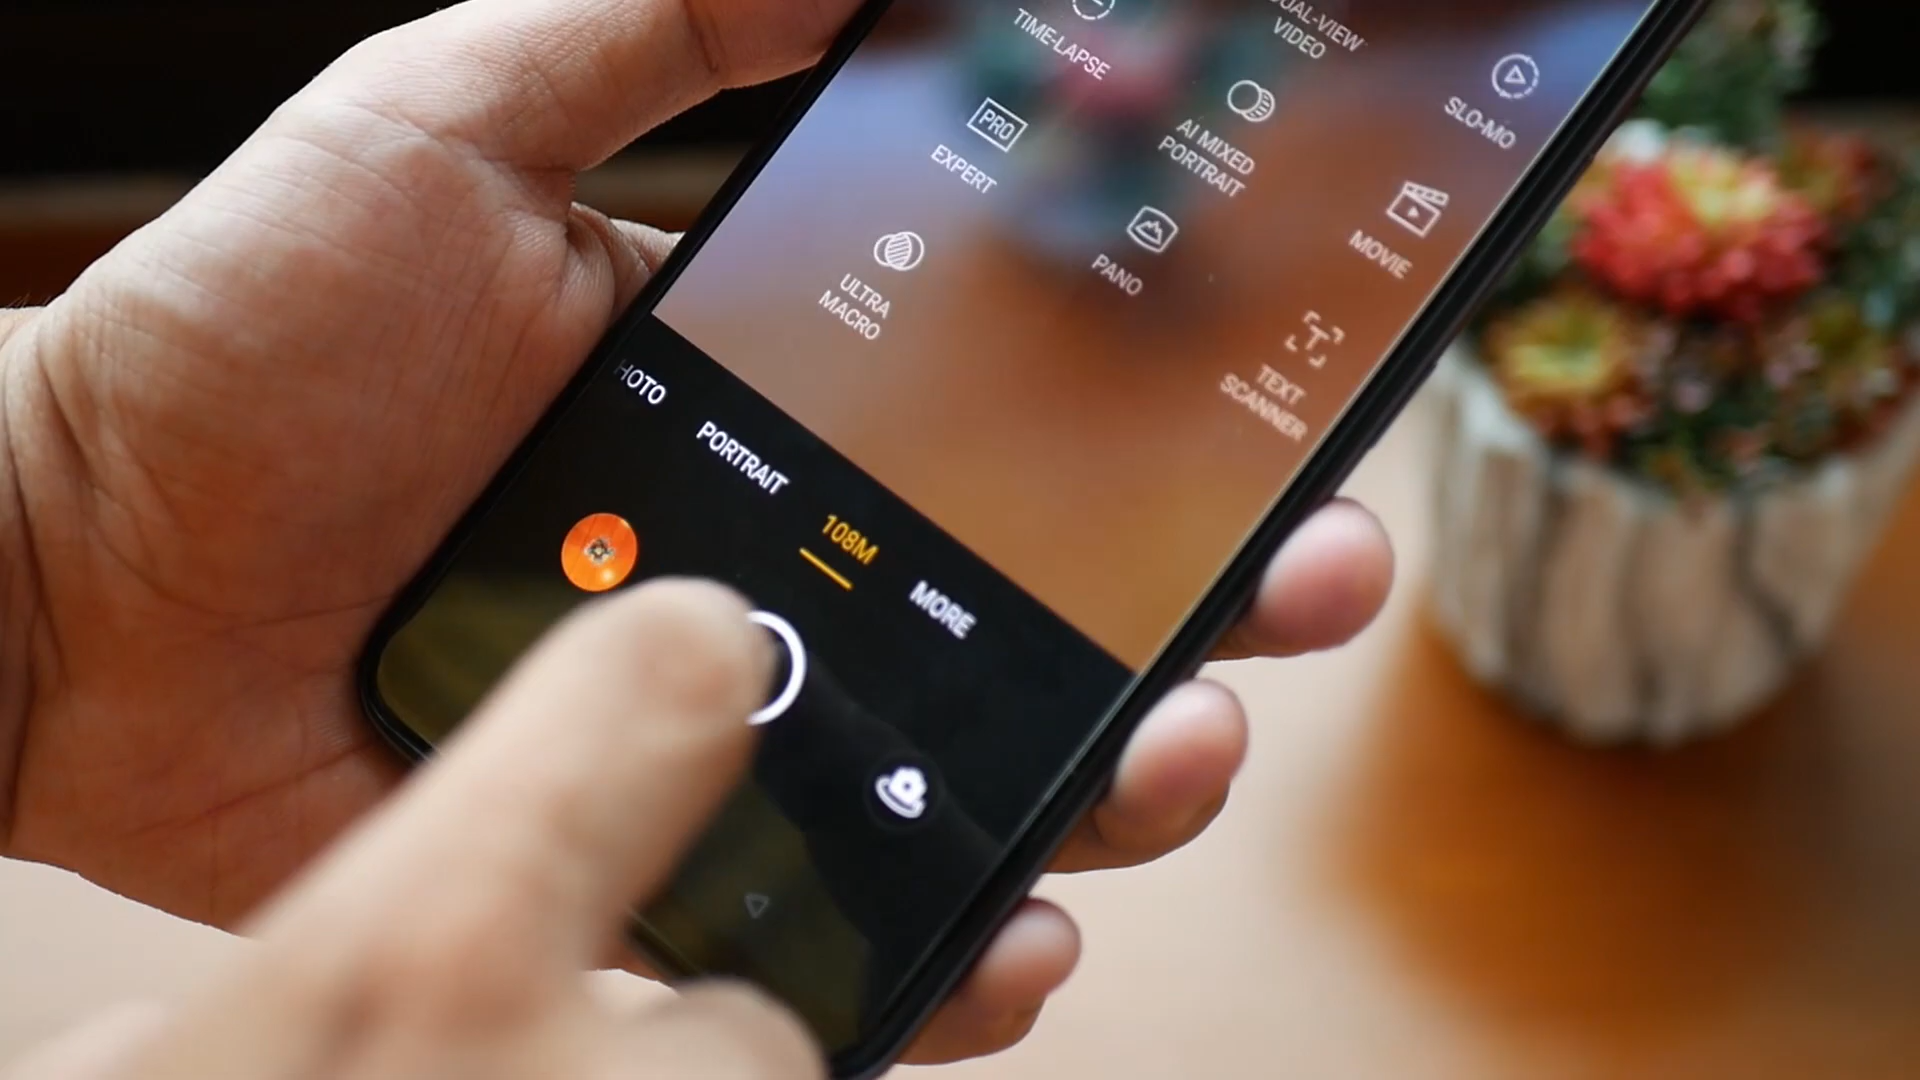 TIME-LAPSE
DUAL-VIEW
VIDEO
SLO-MO
PRO
EXPERT
AI MIXED
PORTRAIT
MOVIE
ULTRA
MACRO
PANO
T
TEXT
SCANNER
HOTO
PORTRAIT
108M
MORE